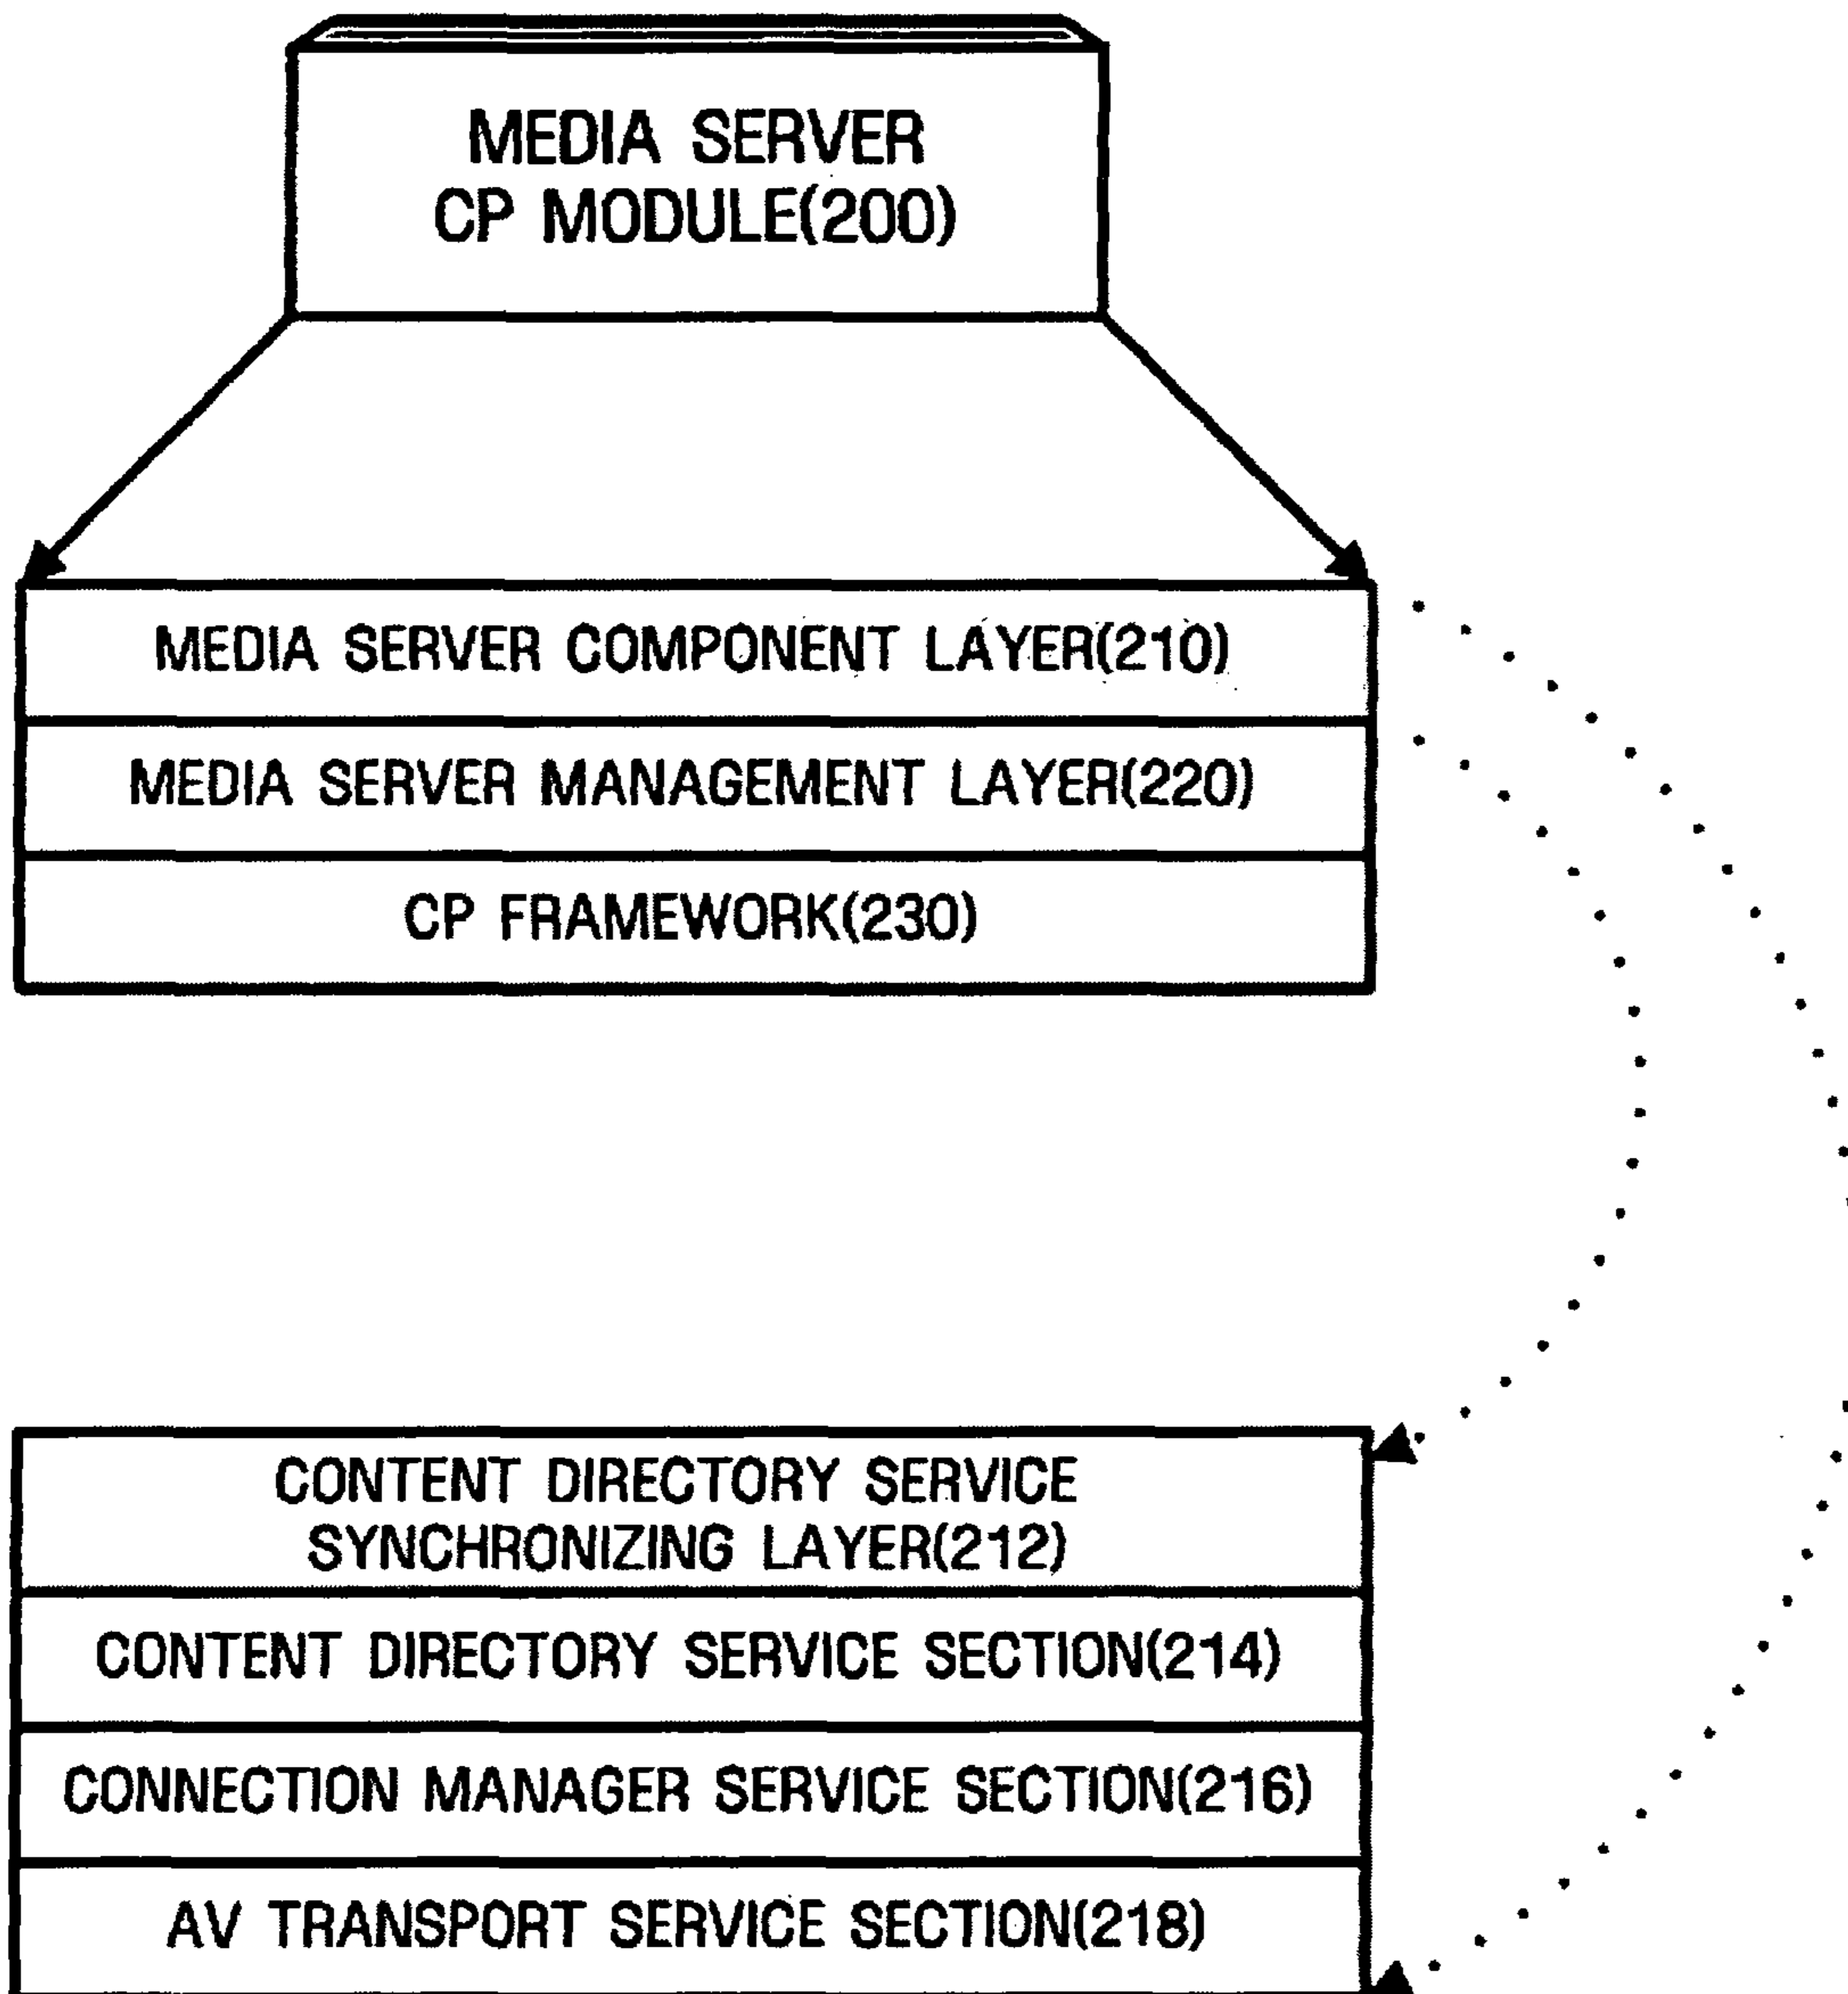 MEDIA SERVER
CP MODULE(200)
MEDIA SERVER COMPONENT LAYER(210)
MEDIA SERVER MANAGEMENT LAYER(220)
CP FRAMEWORK(230)
CONTENT DIRECTORY SERVICE
SYNCHRONIZING LAYER(212)
CONTENT DIRECTORY SERVICE SECTION(214)
CONNECTION MANAGER SERVICE SECTION(216)
AV TRANSPORT SERVICE SECTION(218)